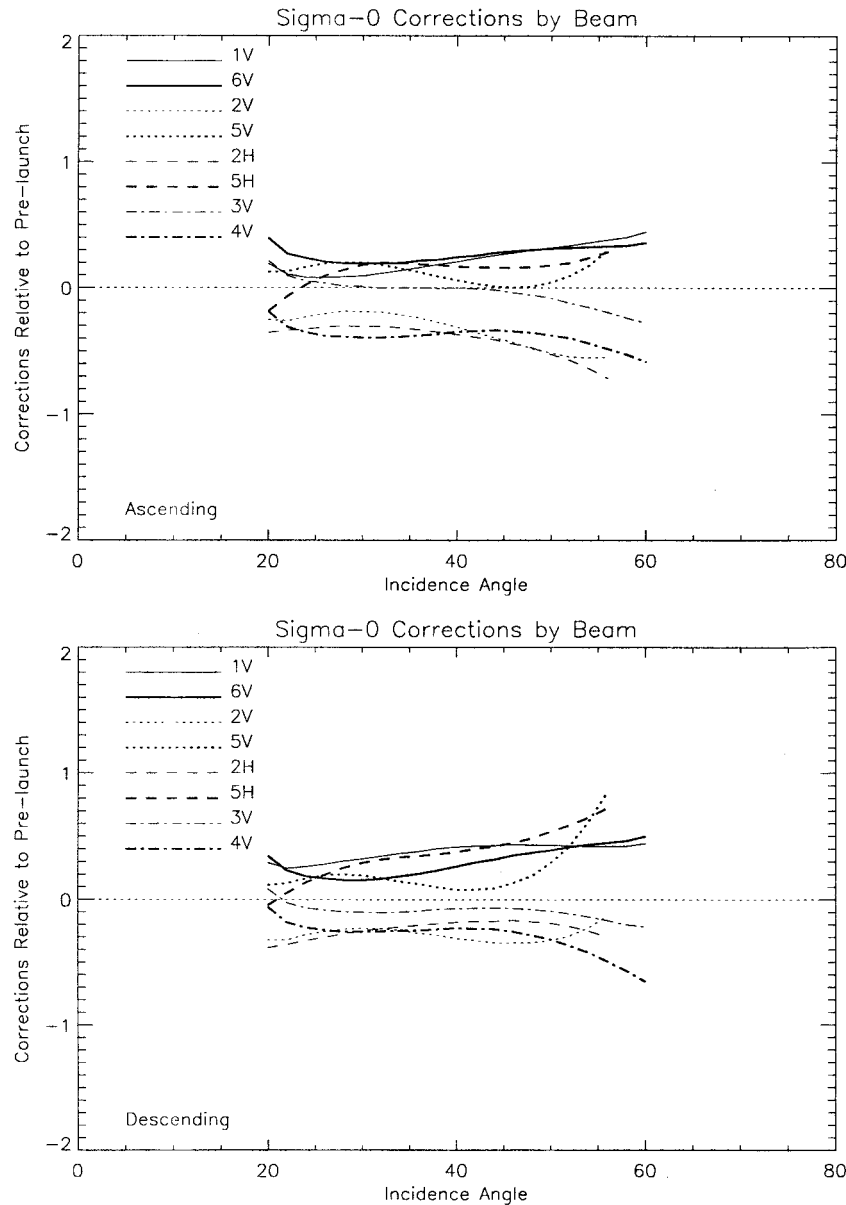 Sigma-0 Corrections by Beam
2
1V
6V
2V
5V
2H
5H
3V
4V
1
0
-1
-2
Corrections Relative to Pre-launch
Ascending
0
20
40
60
80
Incidence Angle
Sigma-0 Corrections by Beam
2
1V
6V
2V
5V
2H
5H
3V
4V
1
0
-1
-2
Corrections Relative to Pre-launch
Descending
0
20
40
60
80
Incidence Angle